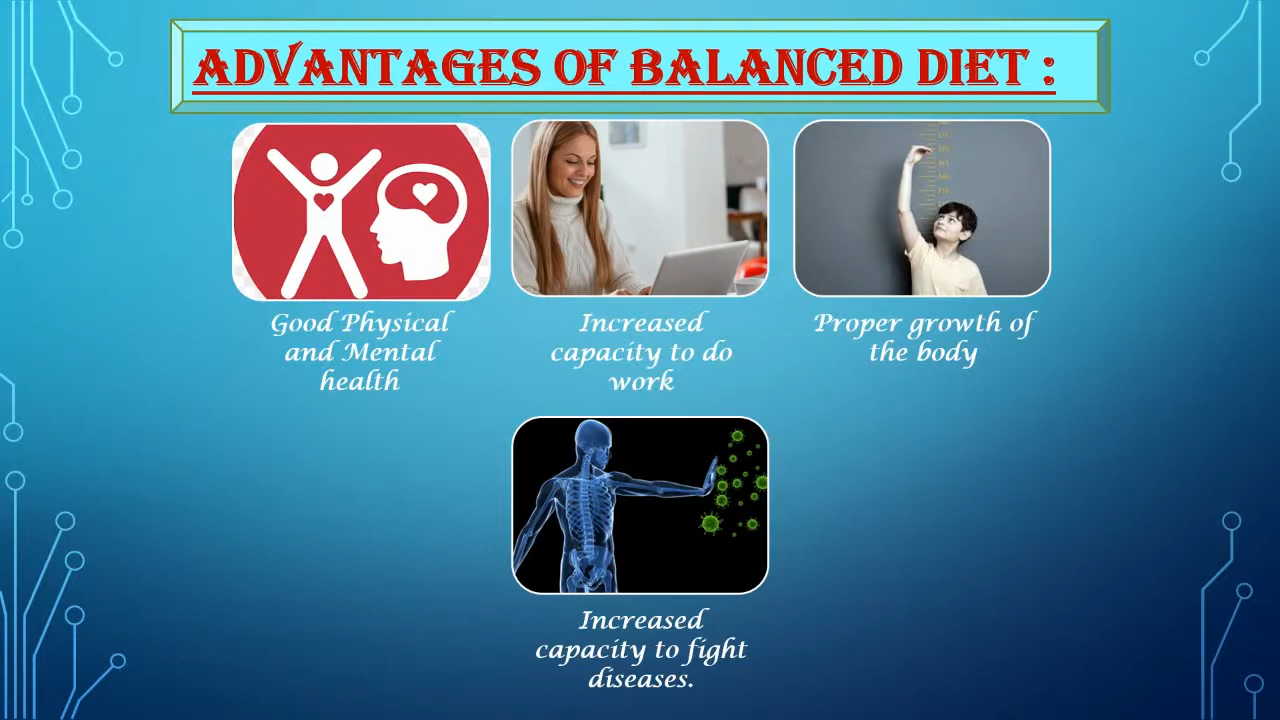 ADVANTAGES OF BALANCED DIET :
Good Physical
and Mental
health
Increased
capacity to do
work
Proper growth of
the body
Increased
capacity to fight
diseases.